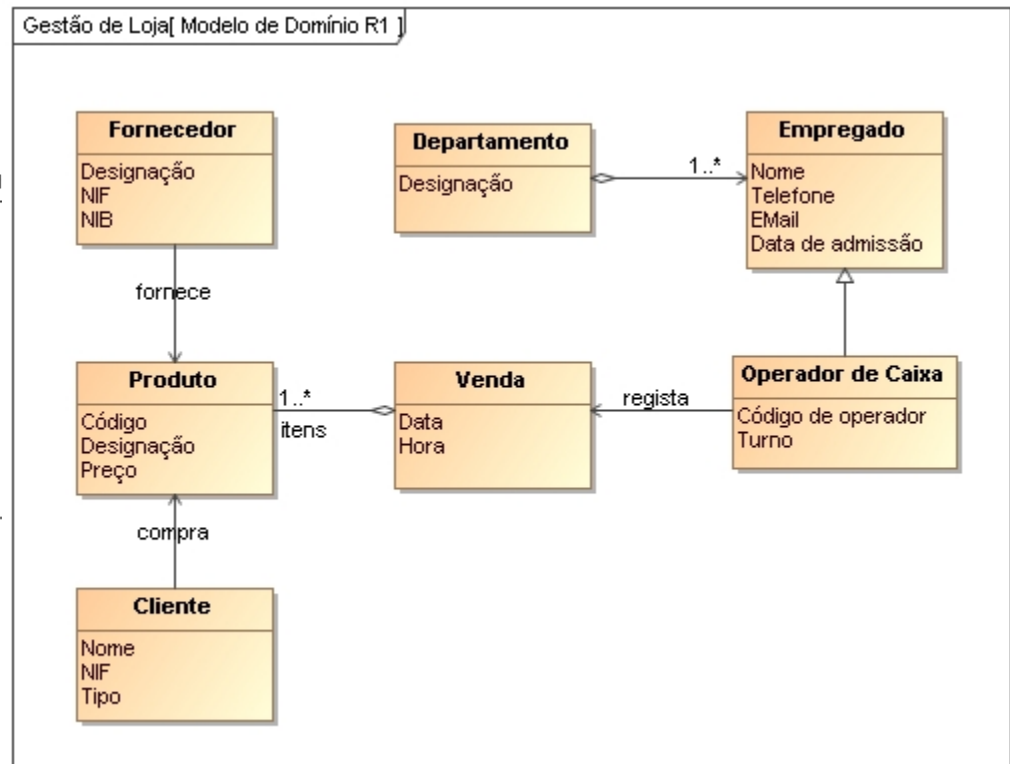 Gestão de Loja[ Modelo de Domínio R1 ]
Fornecedor
Designação
NIF
NIB
Departamento
Designação
1..*
Empregado
Nome
Telefone
EMail
Data de admissão
fornece
Produto
Código
Designação
Preço
1..*
itens
Venda
Data
Hora
regista
Operador de Caixa
Código de operador
Turno
compra
Cliente
Nome
NIF
Tipo